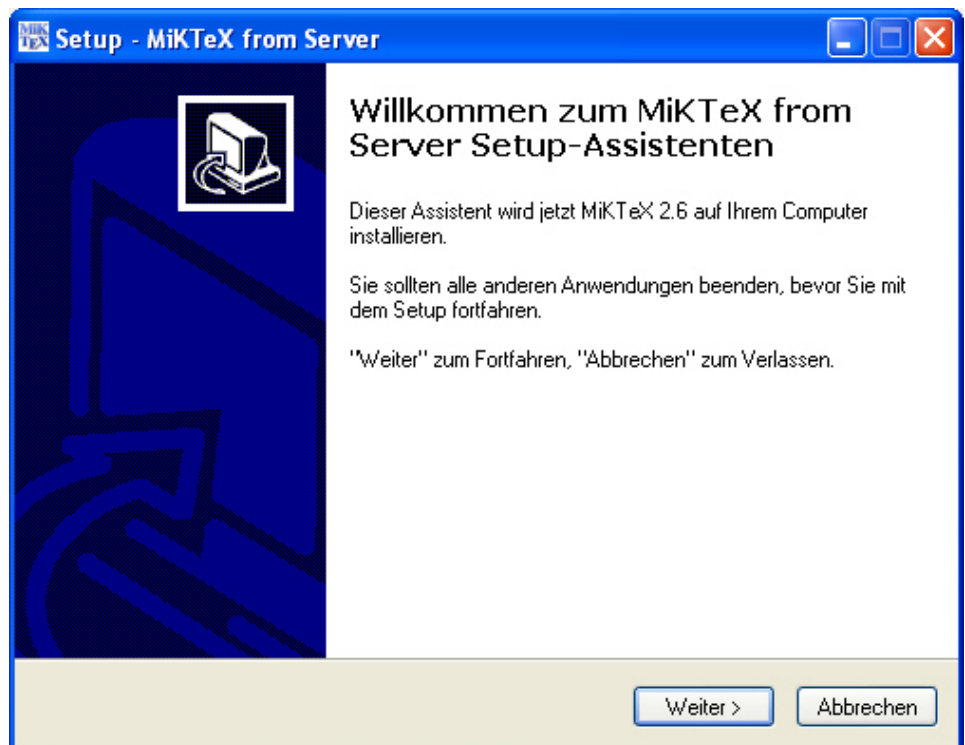 MiK
TeX Setup - MiKTeX from Server
Willkommen zum MiKTeX from
Server Setup-Assistenten
Dieser Assistent wird jetzt MiKTeX 2.6 auf Ihrem Computer
installieren.
Sie sollten alle anderen Anwendungen beenden, bevor Sie mit
dem Setup fortfahren.
"Weiter" zum Fortfahren, "Abbrechen" zum Verlassen.
Weiter >
Abbrechen